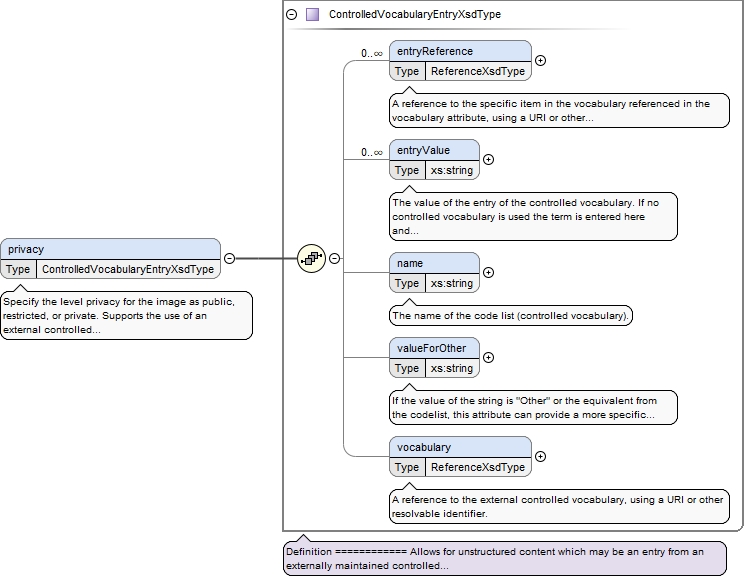 ControlledVocabularyEntryXsdType
0..∞
entryReference
Type ReferenceXsdType
A reference to the specific item in the vocabulary referenced in the
vocabulary attribute, using a URI or other...
0..∞
entryValue
Type xs:string
The value of the entry of the controlled vocabulary. If no
controlled vocabulary is used the term is entered here
and...
privacy
Type ControlledVocabularyEntryXsdType
Specify the level privacy for the image as public,
restricted, or private. Supports the use of an
external controlled...
name
Type xs:string
The name of the code list (controlled vocabulary).
valueForOther
Type xs:string
If the value of the string is "Other" or the equivalent from
the codelist, this attribute can provide a more specific...
vocabulary
Type ReferenceXsdType
A reference to the external controlled vocabulary, using a URI or other
resolvable identifier.
Definition ============ Allows for unstructured content which may be an entry from an
externally maintained controlled...